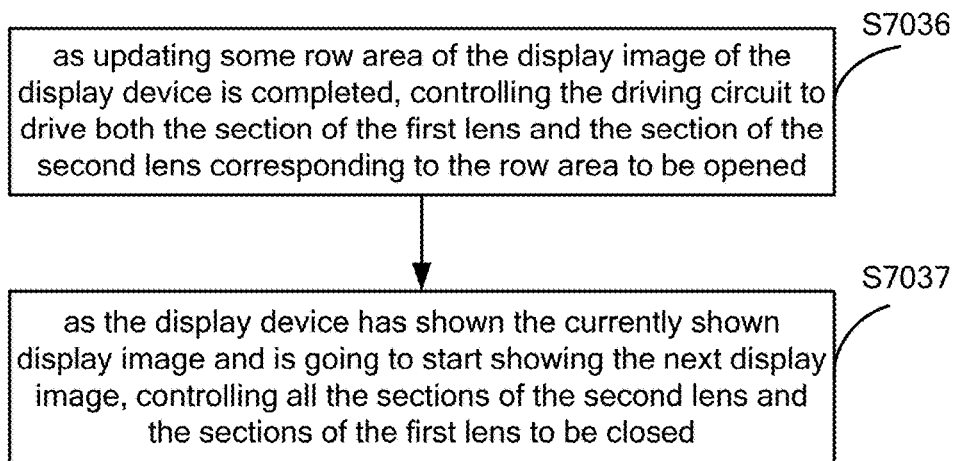 S7036
as updating some row area of the display image of the
display device is completed, controlling the driving circuit to
drive both the section of the first lens and the section of the
second lens corresponding to the row area to be opened
S7037
as the display device has shown the currently shown
display image and is going to start showing the next display
image, controlling all the sections of the second lens and
the sections of the first lens to be closed